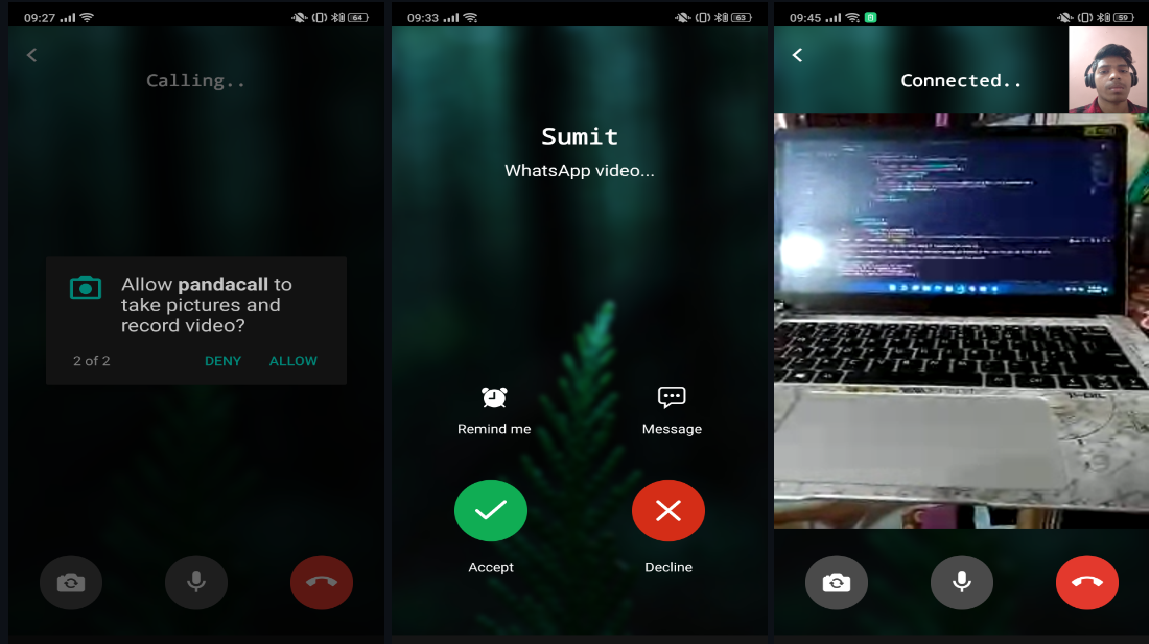 09:27
64
Calling..
Allow pandacall to
take pictures and
record video?
2 of 2
DENY
ALLOW
09:33
63
Sumit
WhatsApp video...
Remind me
Message
Accept
Decline
09:45
59
Connected..